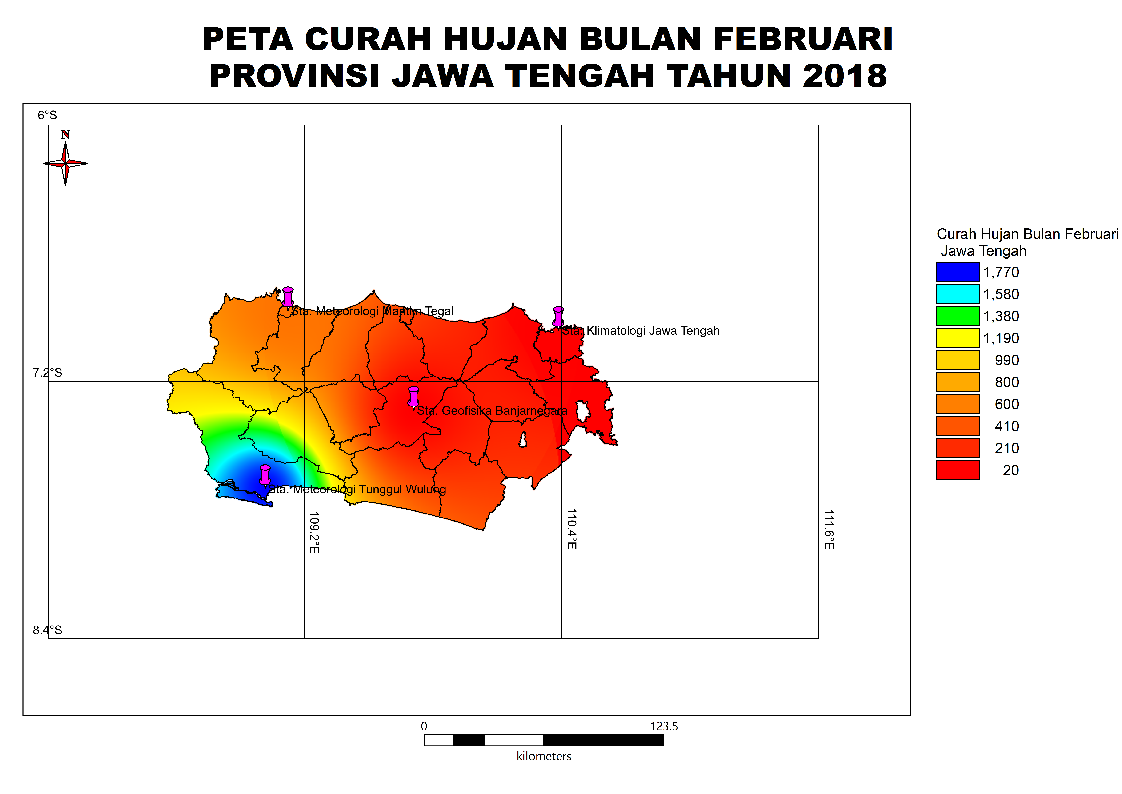 PETA CURAH HUJAN BULAN FEBRUARI
PROVINSI JAWA TENGAH TAHUN 2018
6°S
N
Sta. Meteorologi Maritim Tegal
Sta. Klimatologi Jawa Tengah
7.2°S
Sta. Geofisika Banjarnegara
Sta. Meteorologi Tunggul Wulung
109.2°E
110.4°E
111.6°E
8.4°S
Curah Hujan Bulan Februari
Jawa Tengah
1,770
1,580
1,380
1,190
990
800
600
410
210
20
0 123.5
kilometers